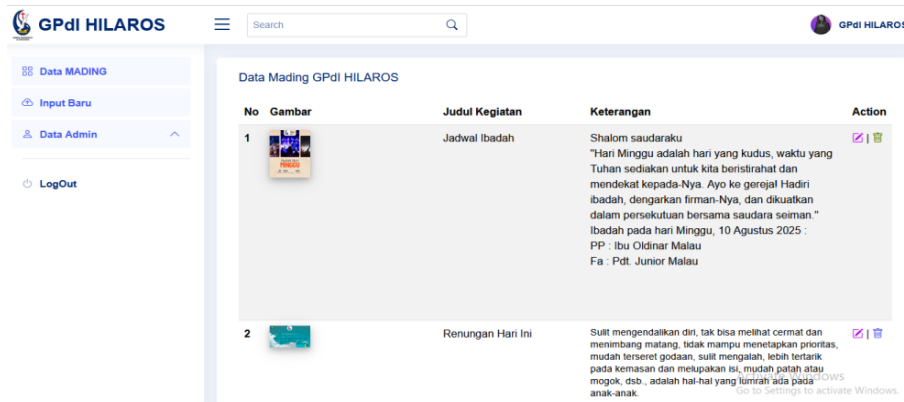 GPdI HILAROS
Search
GPdI HILAROS
Data MADING
Input Baru
Data Admin
LogOut
Data Mading GPdI HILAROS
No Gambar Judul Kegiatan Keterangan Action
1 Jadwal Ibadah Shalom saudaraku |
"Hari Minggu adalah hari yang kudus, waktu yang
Tuhan sediakan untuk kita beristirahat dan
mendekat kepada-Nya. Ayo ke gereja! Hadiri
ibadah, dengarkan firman-Nya, dan dikuatkan
dalam persekutuan bersama saudara seiman."
Ibadah pada hari Minggu, 10 Agustus 2025 :
PP : Ibu Oldinar Malau
Fa : Pdt. Junior Malau
MINGGU
2 Renungan Hari Ini Sulit mengendalikan diri, tak bisa melihat cermat dan |
menimbang matang, tidak mampu menetapkan prioritas,
mudah terseret godaan, sulit mengalah, lebih tertarik
pada kemasan dan melupakan isi, mudah patah atau
mogok, dsb., adalah hal-hal yang lumrah ada pada
anak-anak.
Activate Windows
Go to Settings to activate Windows.